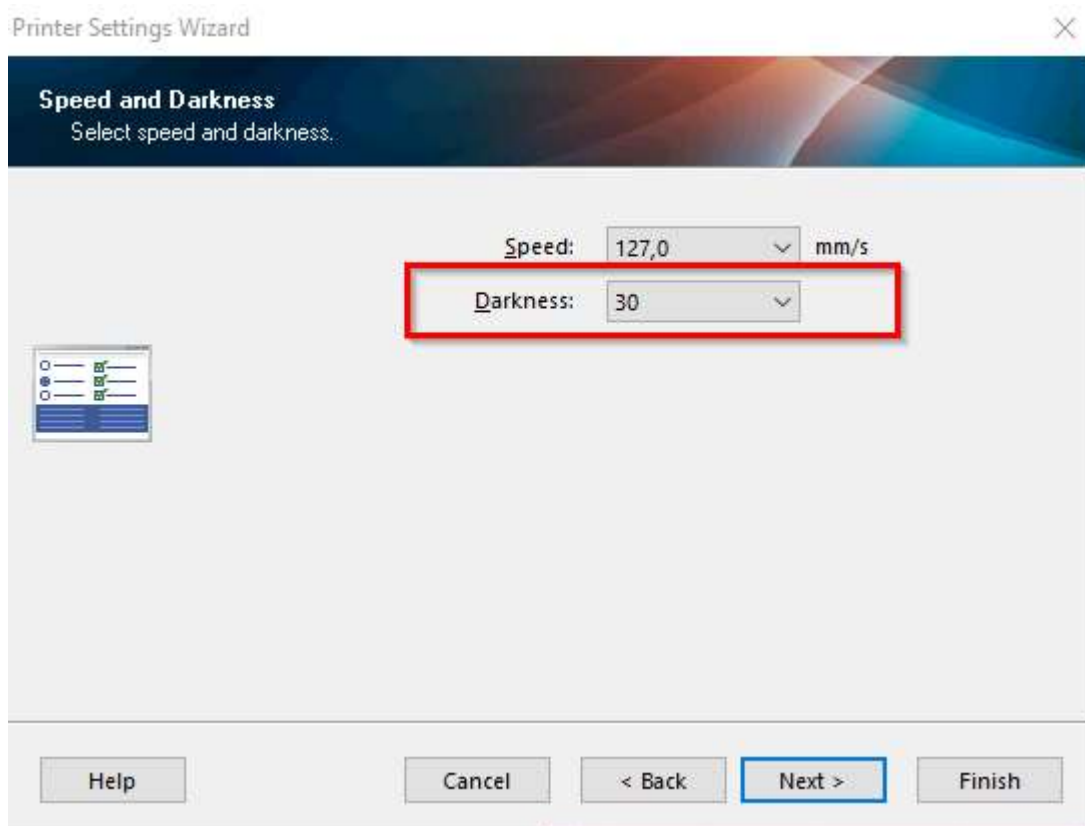 Printer Settings Wizard
Speed and Darkness
Select speed and darkness.
Speed: 127,0 mm/s
Darkness: 30
Help Cancel < Back Next > Finish